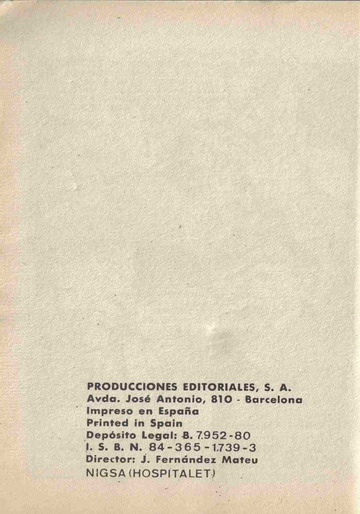 PRODUCCIONES EDITORIALES, S. A.
Avda. José Antonio, 810 - Barcelona
Impreso en España
Printed in Spain
Depósito Legal: B. 7.952-80
I. S. B. N. 84-365-1.739-3
Director: J. Fernández Mateu
NIGSA (HOSPITALET)